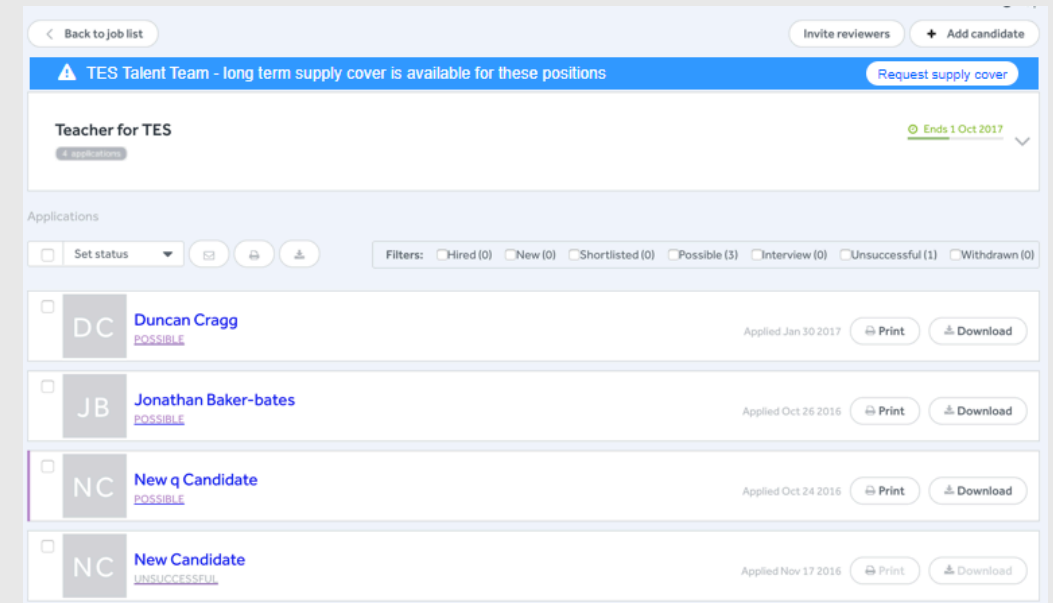 Back to job list
Invite reviewers
Add candidate
TES Talent Team - long term supply cover is available for these positions
Request supply cover
Teacher for TES
Ends 1 Oct 2017
4 applications
Applications
Set status
Filters: Hired (0) New (0) Shortlisted (0) Possible (3) Interview (0) Unsuccessful (1) Withdrawn (0)
DC
Duncan Cragg
POSSIBLE
Applied Jan 30 2017 Print Download
JB
Jonathan Baker-bates
POSSIBLE
Applied Oct 26 2016 Print Download
NC
New q Candidate
POSSIBLE
Applied Oct 24 2016 Print Download
NC
New Candidate
UNSUCCESSFUL
Applied Nov 17 2016 Print Download